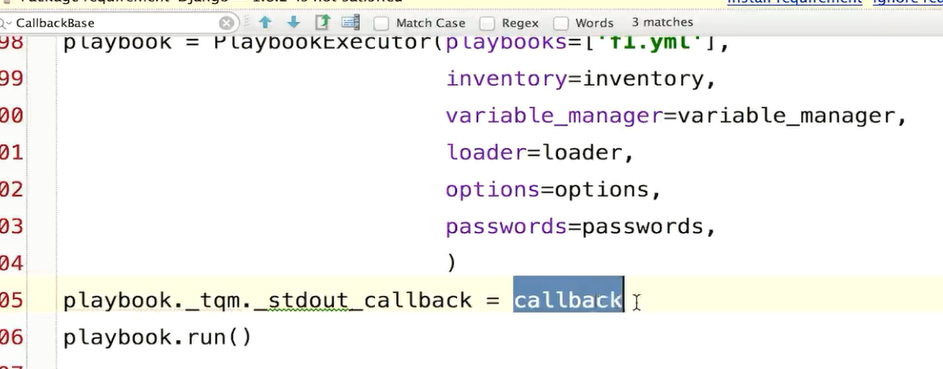 Package requirement 'Django==1.8.2' is not satisfied Install requirement Ignore req
CallbackBase Match Case Regex Words 3 matches
98 playbook = PlaybookExecutor(playbooks=['f1.yml'],
99 inventory=inventory,
00 variable_manager=variable_manager,
01 loader=loader,
02 options=options,
03 passwords=passwords,
04 )
05 playbook._tqm._stdout_callback = callback
06 playbook.run()